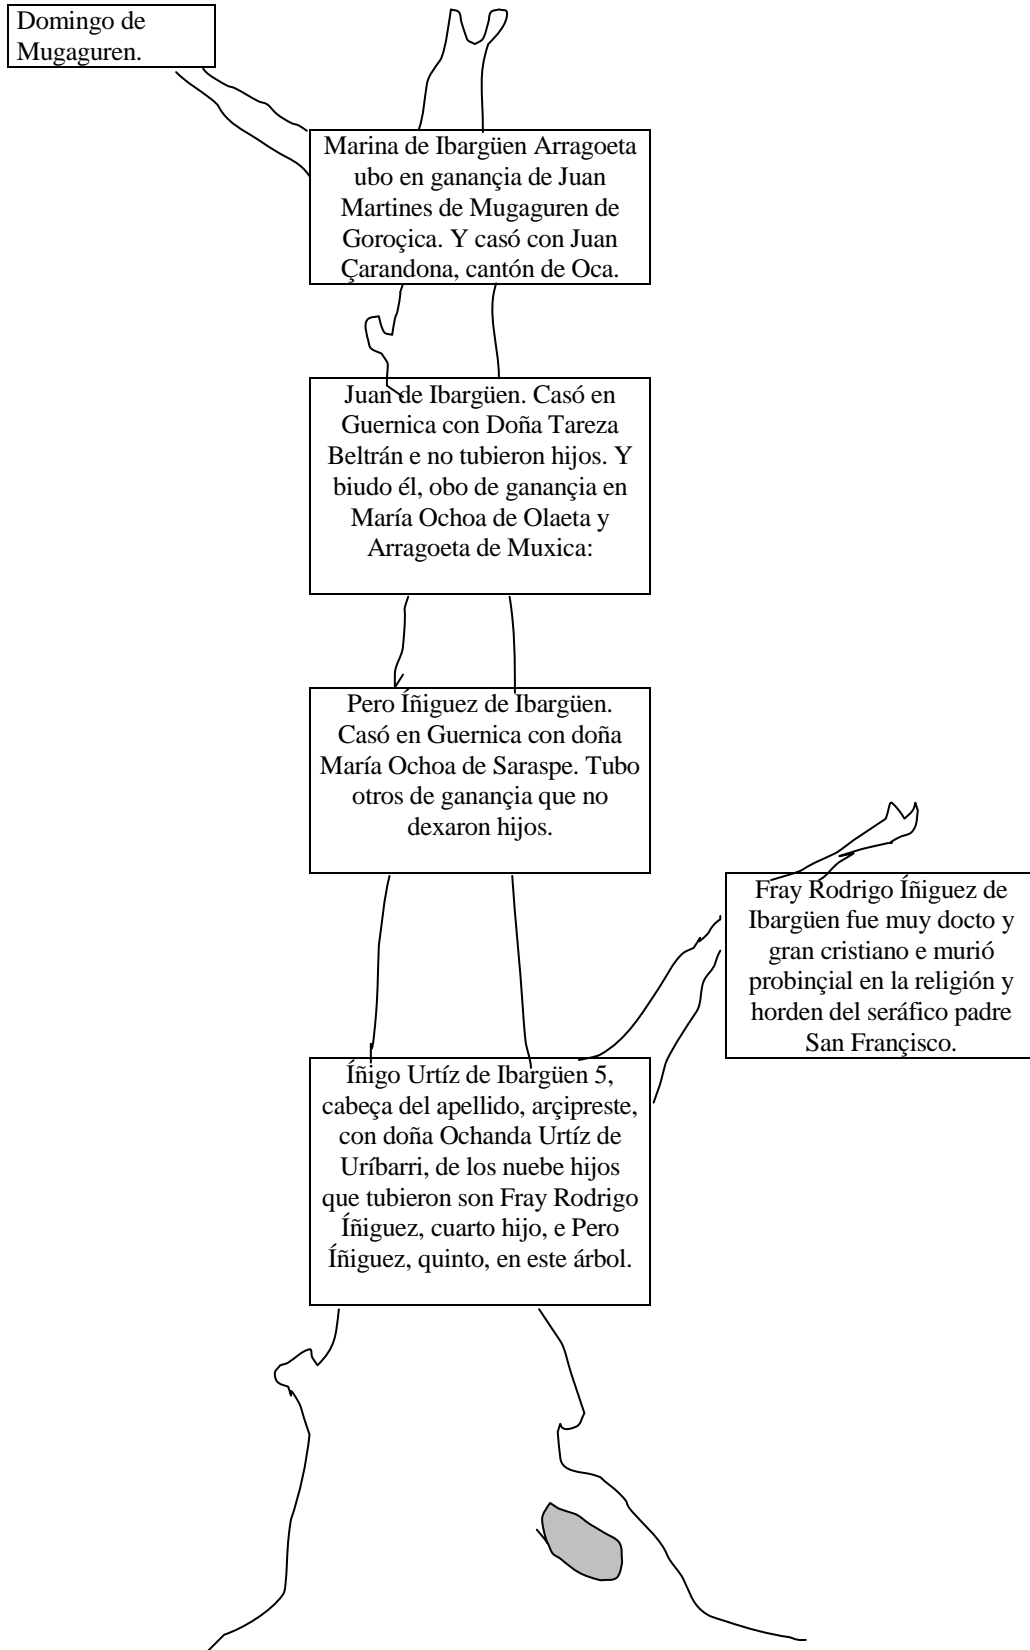 Domingo de
Mugaguren.
Marina de Ibargüen Arragoeta
ubo en ganançia de Juan
Martines de Mugaguren de
Goroçica. Y casó con Juan
Çarandona, cantón de Oca.
Juan de Ibargüen. Casó en
Guernica con Doña Tareza
Beltrán e no tubieron hijos. Y
biudo él, obo de ganançia en
María Ochoa de Olaeta y
Arragoeta de Muxica:
Pero Íñiguez de Ibargüen.
Casó en Guernica con doña
María Ochoa de Saraspe. Tubo
otros de ganançia que no
dexaron hijos.
Fray Rodrigo Íñiguez de
Ibargüen fue muy docto y
gran cristiano e murió
probinçial en la religión y
horden del seráfico padre
San Françisco.
Íñigo Urtíz de Ibargüen 5,
cabeça del apellido, arçipreste,
con doña Ochanda Urtíz de
Uríbarri, de los nuebe hijos
que tubieron son Fray Rodrigo
Íñiguez, cuarto hijo, e Pero
Íñiguez, quinto, en este árbol.